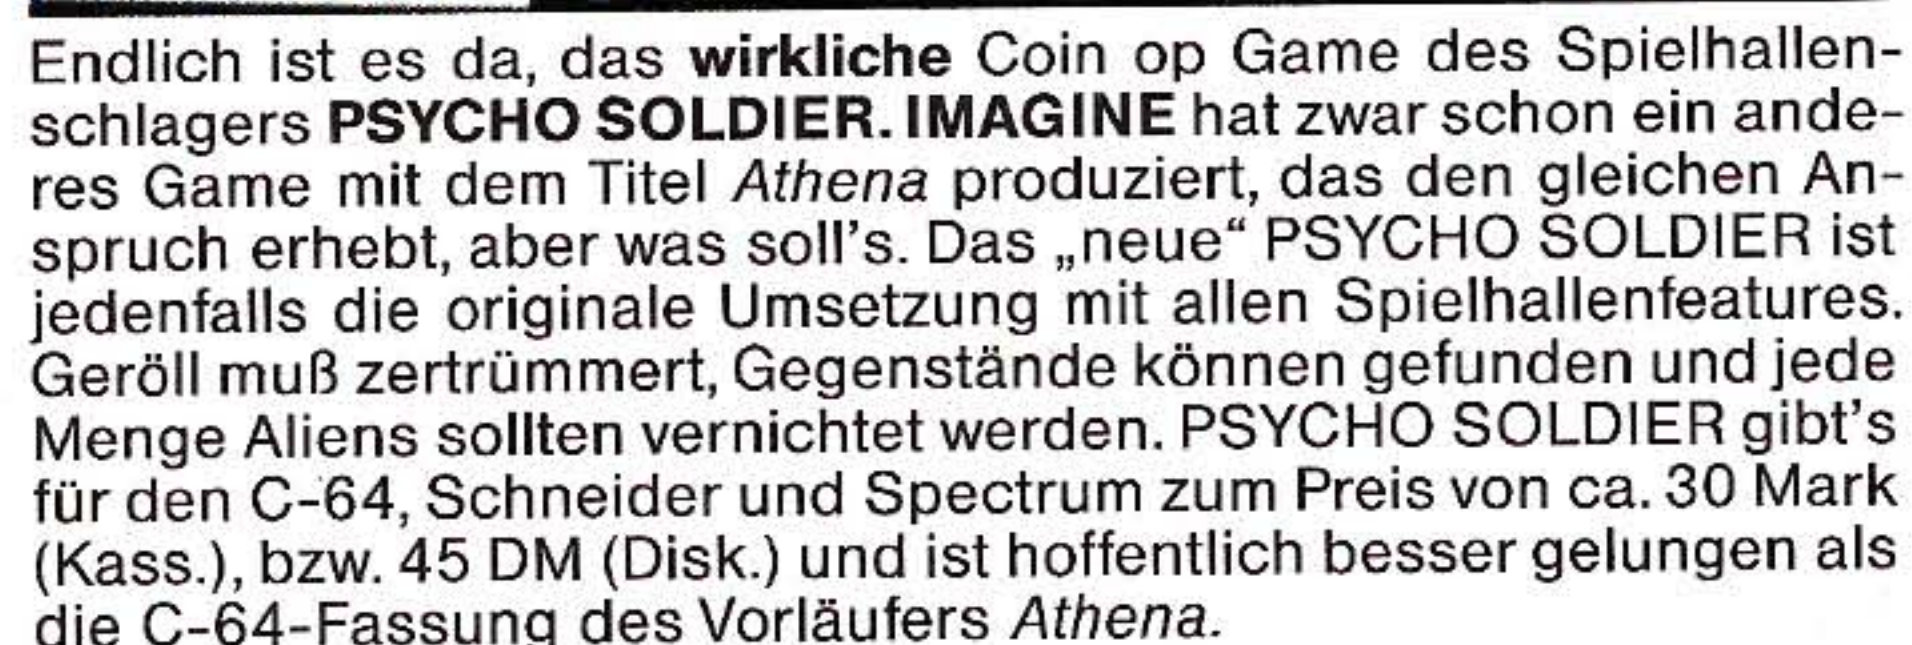 Endlich ist es da, das wirkliche Coin op Game des Spielhallen-
schlagers PSYCHO SOLDIER. IMAGINE hat zwar schon ein ande-
res Game mit dem Titel Athena produziert, das den gleichen An-
spruch erhebt, aber was soll's. Das „neue“ PSYCHO SOLDIER ist
jedenfalls die originale Umsetzung mit allen Spielhallenfeatures.
Geröll muß zertrümmert, Gegenstände können gefunden und jede
Menge Aliens sollten vernichtet werden. PSYCHO SOLDIER gibt's
für den C-64, Schneider und Spectrum zum Preis von ca. 30 Mark
(Kass.), bzw. 45 DM (Disk.) und ist hoffentlich besser gelungen als
die C-64-Fassung des Vorläufers Athena.